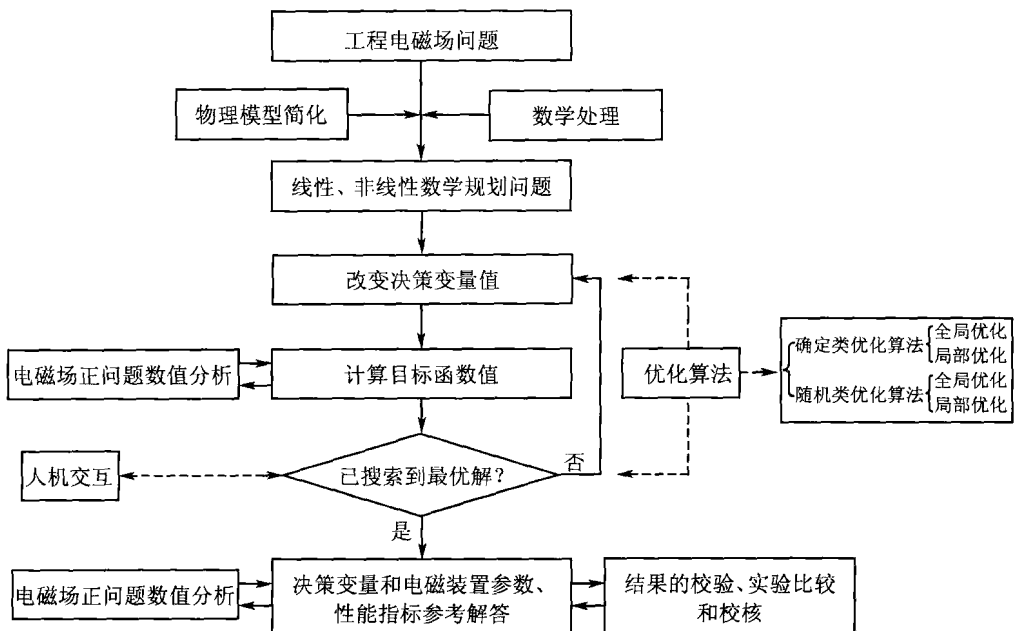 工程电磁场问题
物理模型简化
数学处理
线性、非线性数学规划问题
改变决策变量值
确定类优化算法
全局优化
局部优化
电磁场正问题数值分析
计算目标函数值
优化算法
随机类优化算法
全局优化
局部优化
人机交互
已搜索到最优解?
否
是
电磁场正问题数值分析
决策变量和电磁装置参数、
性能指标参考解答
结果的校验、实验比较
和校核